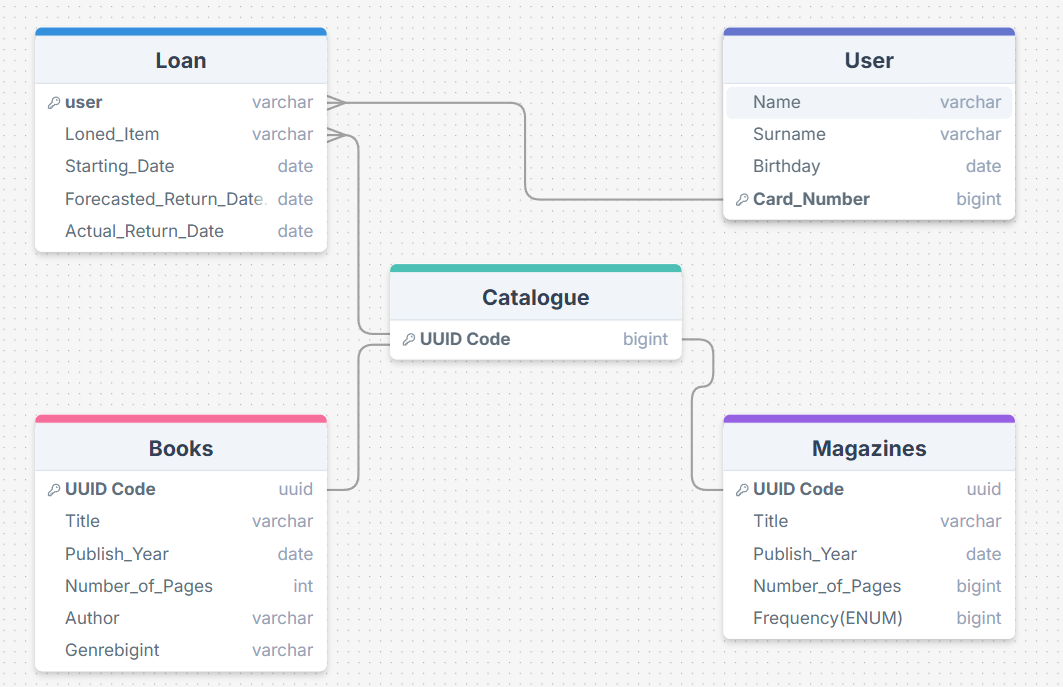 Loan
user varchar
Loned_Item varchar
Starting_Date date
Forecasted_Return_Date date
Actual_Return_Date date
User
Name varchar
Surname varchar
Birthday date
Card_Number bigint
Catalogue
UUID Code bigint
Books
UUID Code uuid
Title varchar
Publish_Year date
Number_of_Pages int
Author varchar
Genrebigint varchar
Magazines
UUID Code uuid
Title varchar
Publish_Year date
Number_of_Pages bigint
Frequency(ENUM) bigint